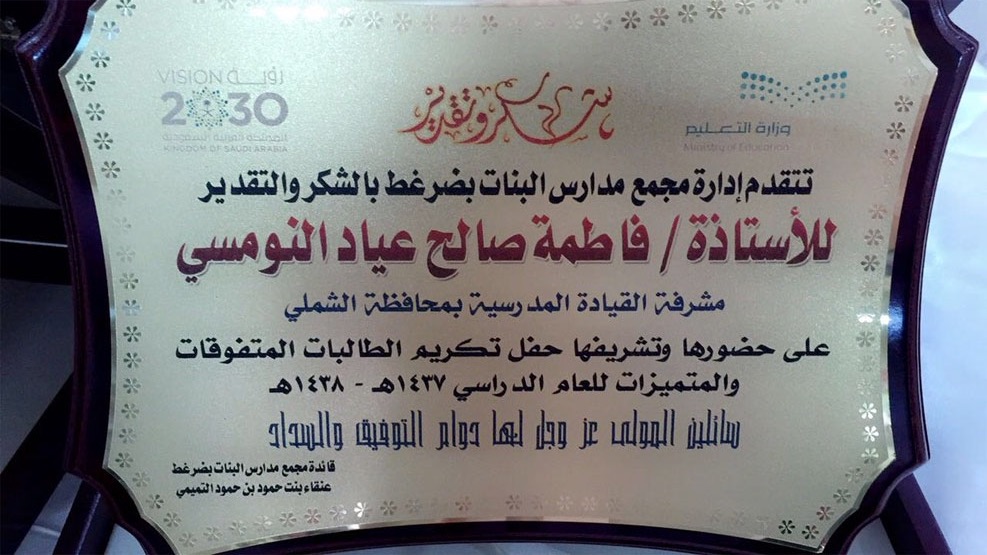 VISION رؤية
2030
المملكة العربية السعودية
KINGDOM OF SAUDI ARABIA
شكر وتقدير
وزارة التعليم
Ministry of Education
تتقدم إدارة مجمع مدارس البنات بضرغط بالشكر والتقدير
للأستاذة / فاطمة صالح عياد النومسي
مشرفة القيادة المدرسية بمحافظة الشملي
على حضورها وتشريفها حفل تكريم الطالبات المتفوقات
والمتميزات للعام الدراسي ١٤٣٧هـ - ١٤٣٨هـ
سائلين المولى عز وجل لها دوام التوفيق والسداد
قائدة مجمع مدارس البنات بضرغط
عنقاء بنت حمود بن حمود التميمي